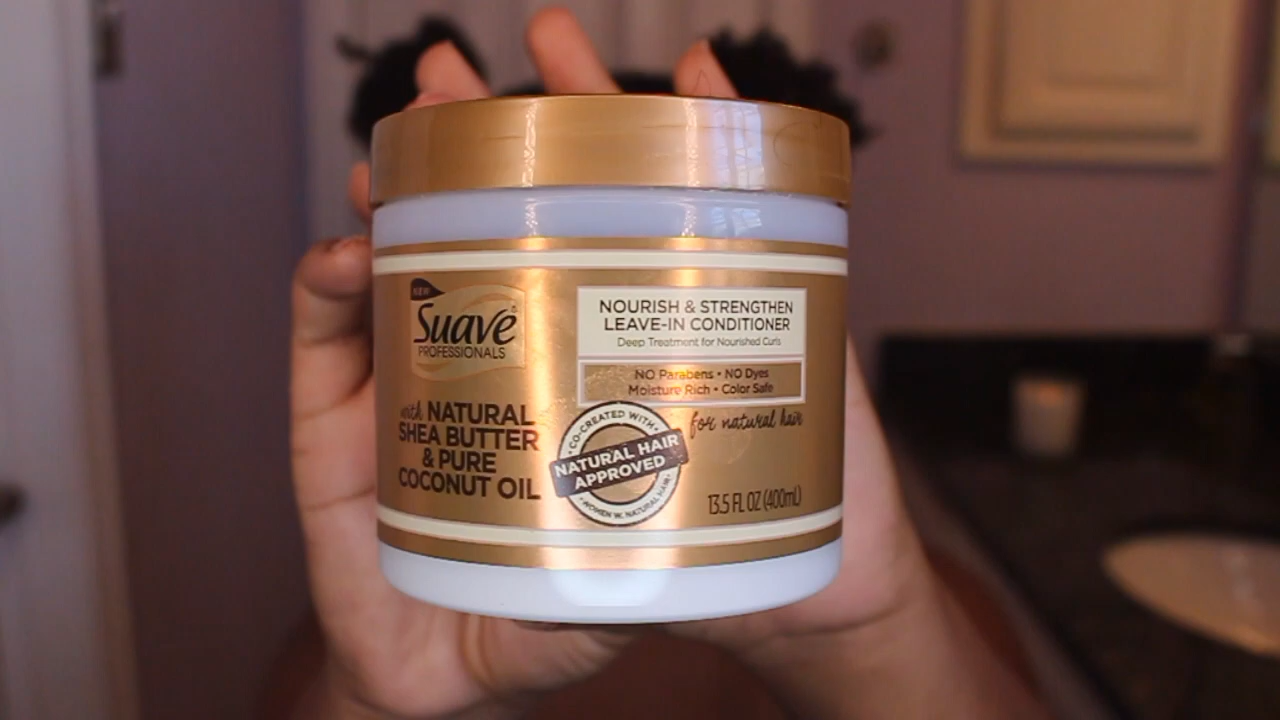 NEW
Suave
PROFESSIONALS
with NATURAL
SHEA BUTTER
& PURE
COCONUT OIL
NOURISH & STRENGTHEN
LEAVE-IN CONDITIONER
Deep Treatment for Nourished Curls
NO Parabens • NO Dyes
Moisture Rich • Color Safe
for natural hair
•CO-CREATED WITH•
NATURAL HAIR
APPROVED
•WOMEN W. NATURAL HAIR•
13.5 FL OZ (400mL)